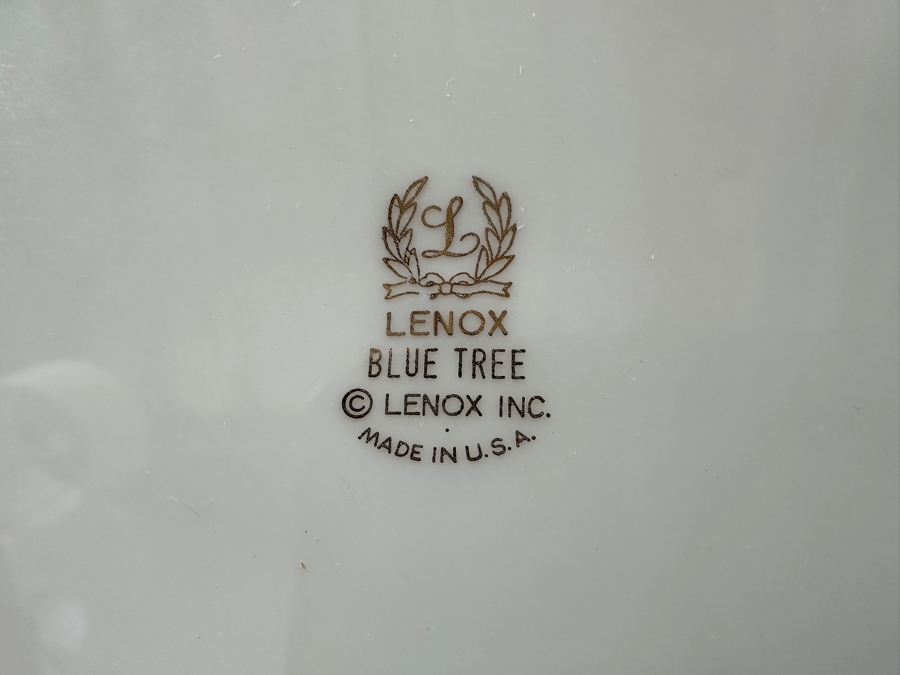 L
LENOX
BLUE TREE
© LENOX INC.
MADE IN U.S.A.